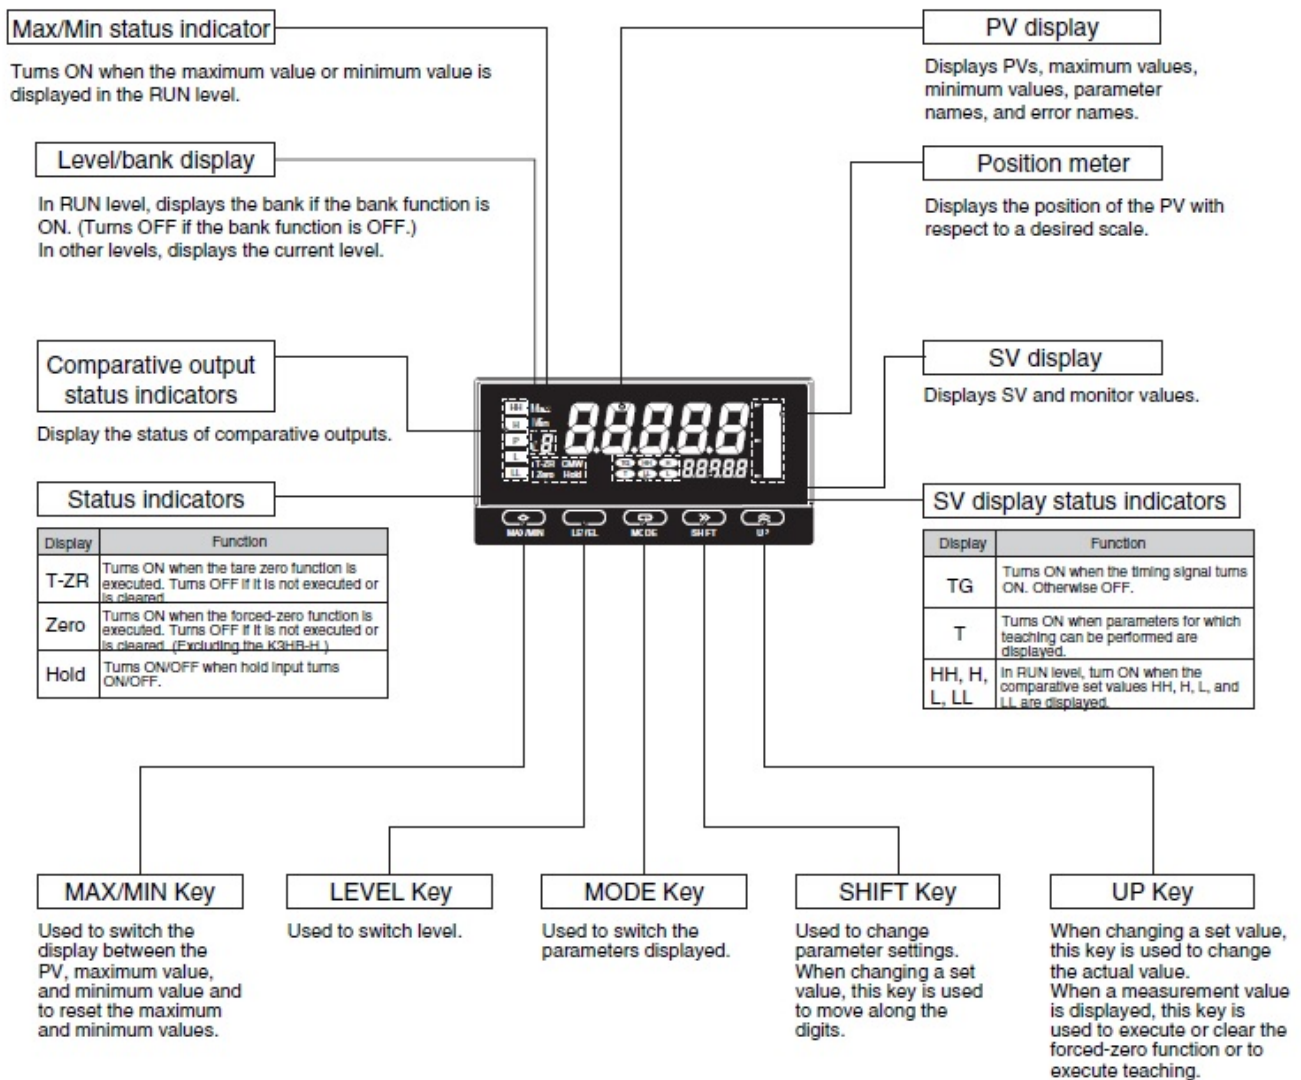 Max/Min status indicator
Turns ON when the maximum value or minimum value is
displayed in the RUN level.
Level/bank display
In RUN level, displays the bank if the bank function is
ON. (Turns OFF if the bank function is OFF.)
In other levels, displays the current level.
Comparative output
status indicators
Display the status of comparative outputs.
Status indicators
Display Function
T-ZR Turns ON when the tare zero function is
executed. Turns OFF if it is not executed or
is cleared.
Zero Turns ON when the forced-zero function is
executed. Turns OFF if it is not executed or
is cleared. (Excluding the K3HB-H.)
Hold Turns ON/OFF when hold input turns
ON/OFF.
PV display
Displays PVs, maximum values,
minimum values, parameter
names, and error names.
Position meter
Displays the position of the PV with
respect to a desired scale.
SV display
Displays SV and monitor values.
SV display status indicators
Display Function
TG Turns ON when the timing signal turns
ON. Otherwise OFF.
T Turns ON when parameters for which
teaching can be performed are
displayed.
HH, H,
L, LL
In RUN level, turn ON when the
comparative set values HH, H, L, and
LL are displayed.
HH Max
H Min
P
L T-ZR CMW
LL Zero Hold
88888
TG HH H
T LL L
88888
MAX/MIN LEVEL MODE SHIFT UP
MAX/MIN Key
Used to switch the
display between the
PV, maximum value,
and minimum value and
to reset the maximum
and minimum values.
LEVEL Key
Used to switch level.
MODE Key
Used to switch the
parameters displayed.
SHIFT Key
Used to change
parameter settings.
When changing a set
value, this key is used
to move along the
digits.
UP Key
When changing a set value,
this key is used to change
the actual value.
When a measurement value
is displayed, this key is
used to execute or clear the
forced-zero function or to
execute teaching.